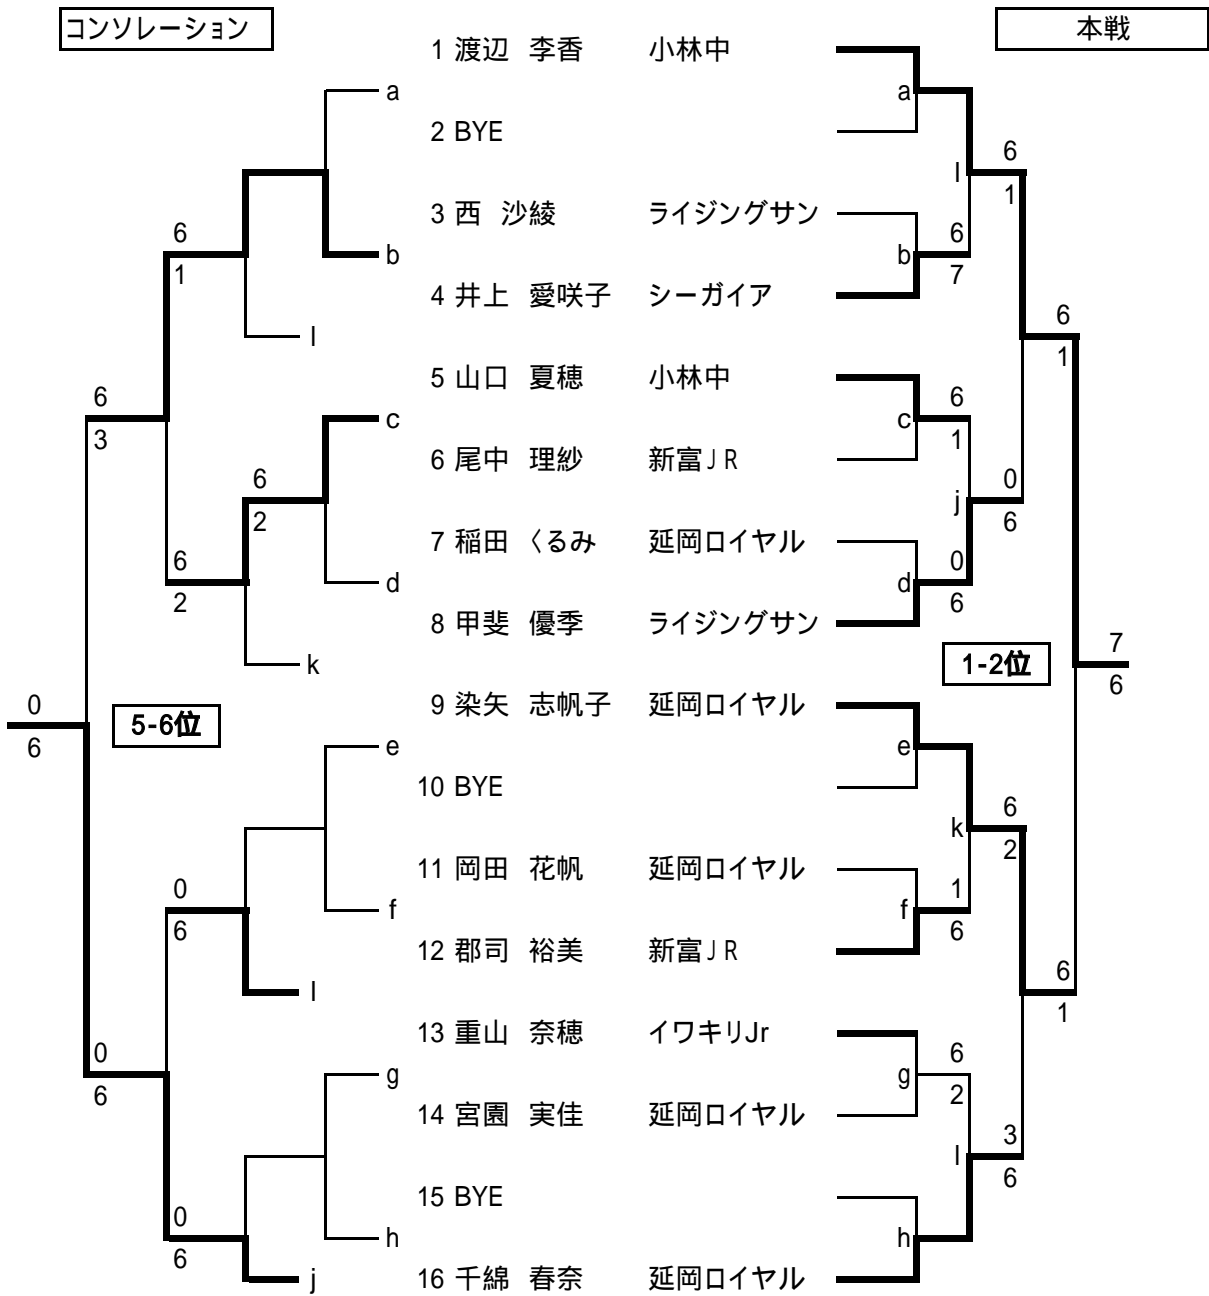 コンソレーション
本戦
1 渡辺 李香 小林中
a a
2 BYE
6
l
1
3 西 沙綾 ライジングサン
6 6
b b
1 7
4 井上 愛咲子 シーガイア
6
l
1
5 山口 夏穂 小林中
6 6
c c
3 1
6 尾中 理紗 新富JR
6 0
j
2 6
7 稲田 くるみ 延岡ロイヤル
6 0
d d
2 6
8 甲斐 優季 ライジングサン
7
k 1-2位
6
9 染矢 志帆子 延岡ロイヤル
0
5-6位
6
e e
10 BYE
6
k
2
11 岡田 花帆 延岡ロイヤル
0 1
f f
6 6
12 郡司 裕美 新富JR
6
l
1
13 重山 奈穂 イワキリJr
0 6
g g
6 2
14 宮園 実佳 延岡ロイヤル
3
l
6
15 BYE
0
h h
6
16 千綿 春奈 延岡ロイヤル
j